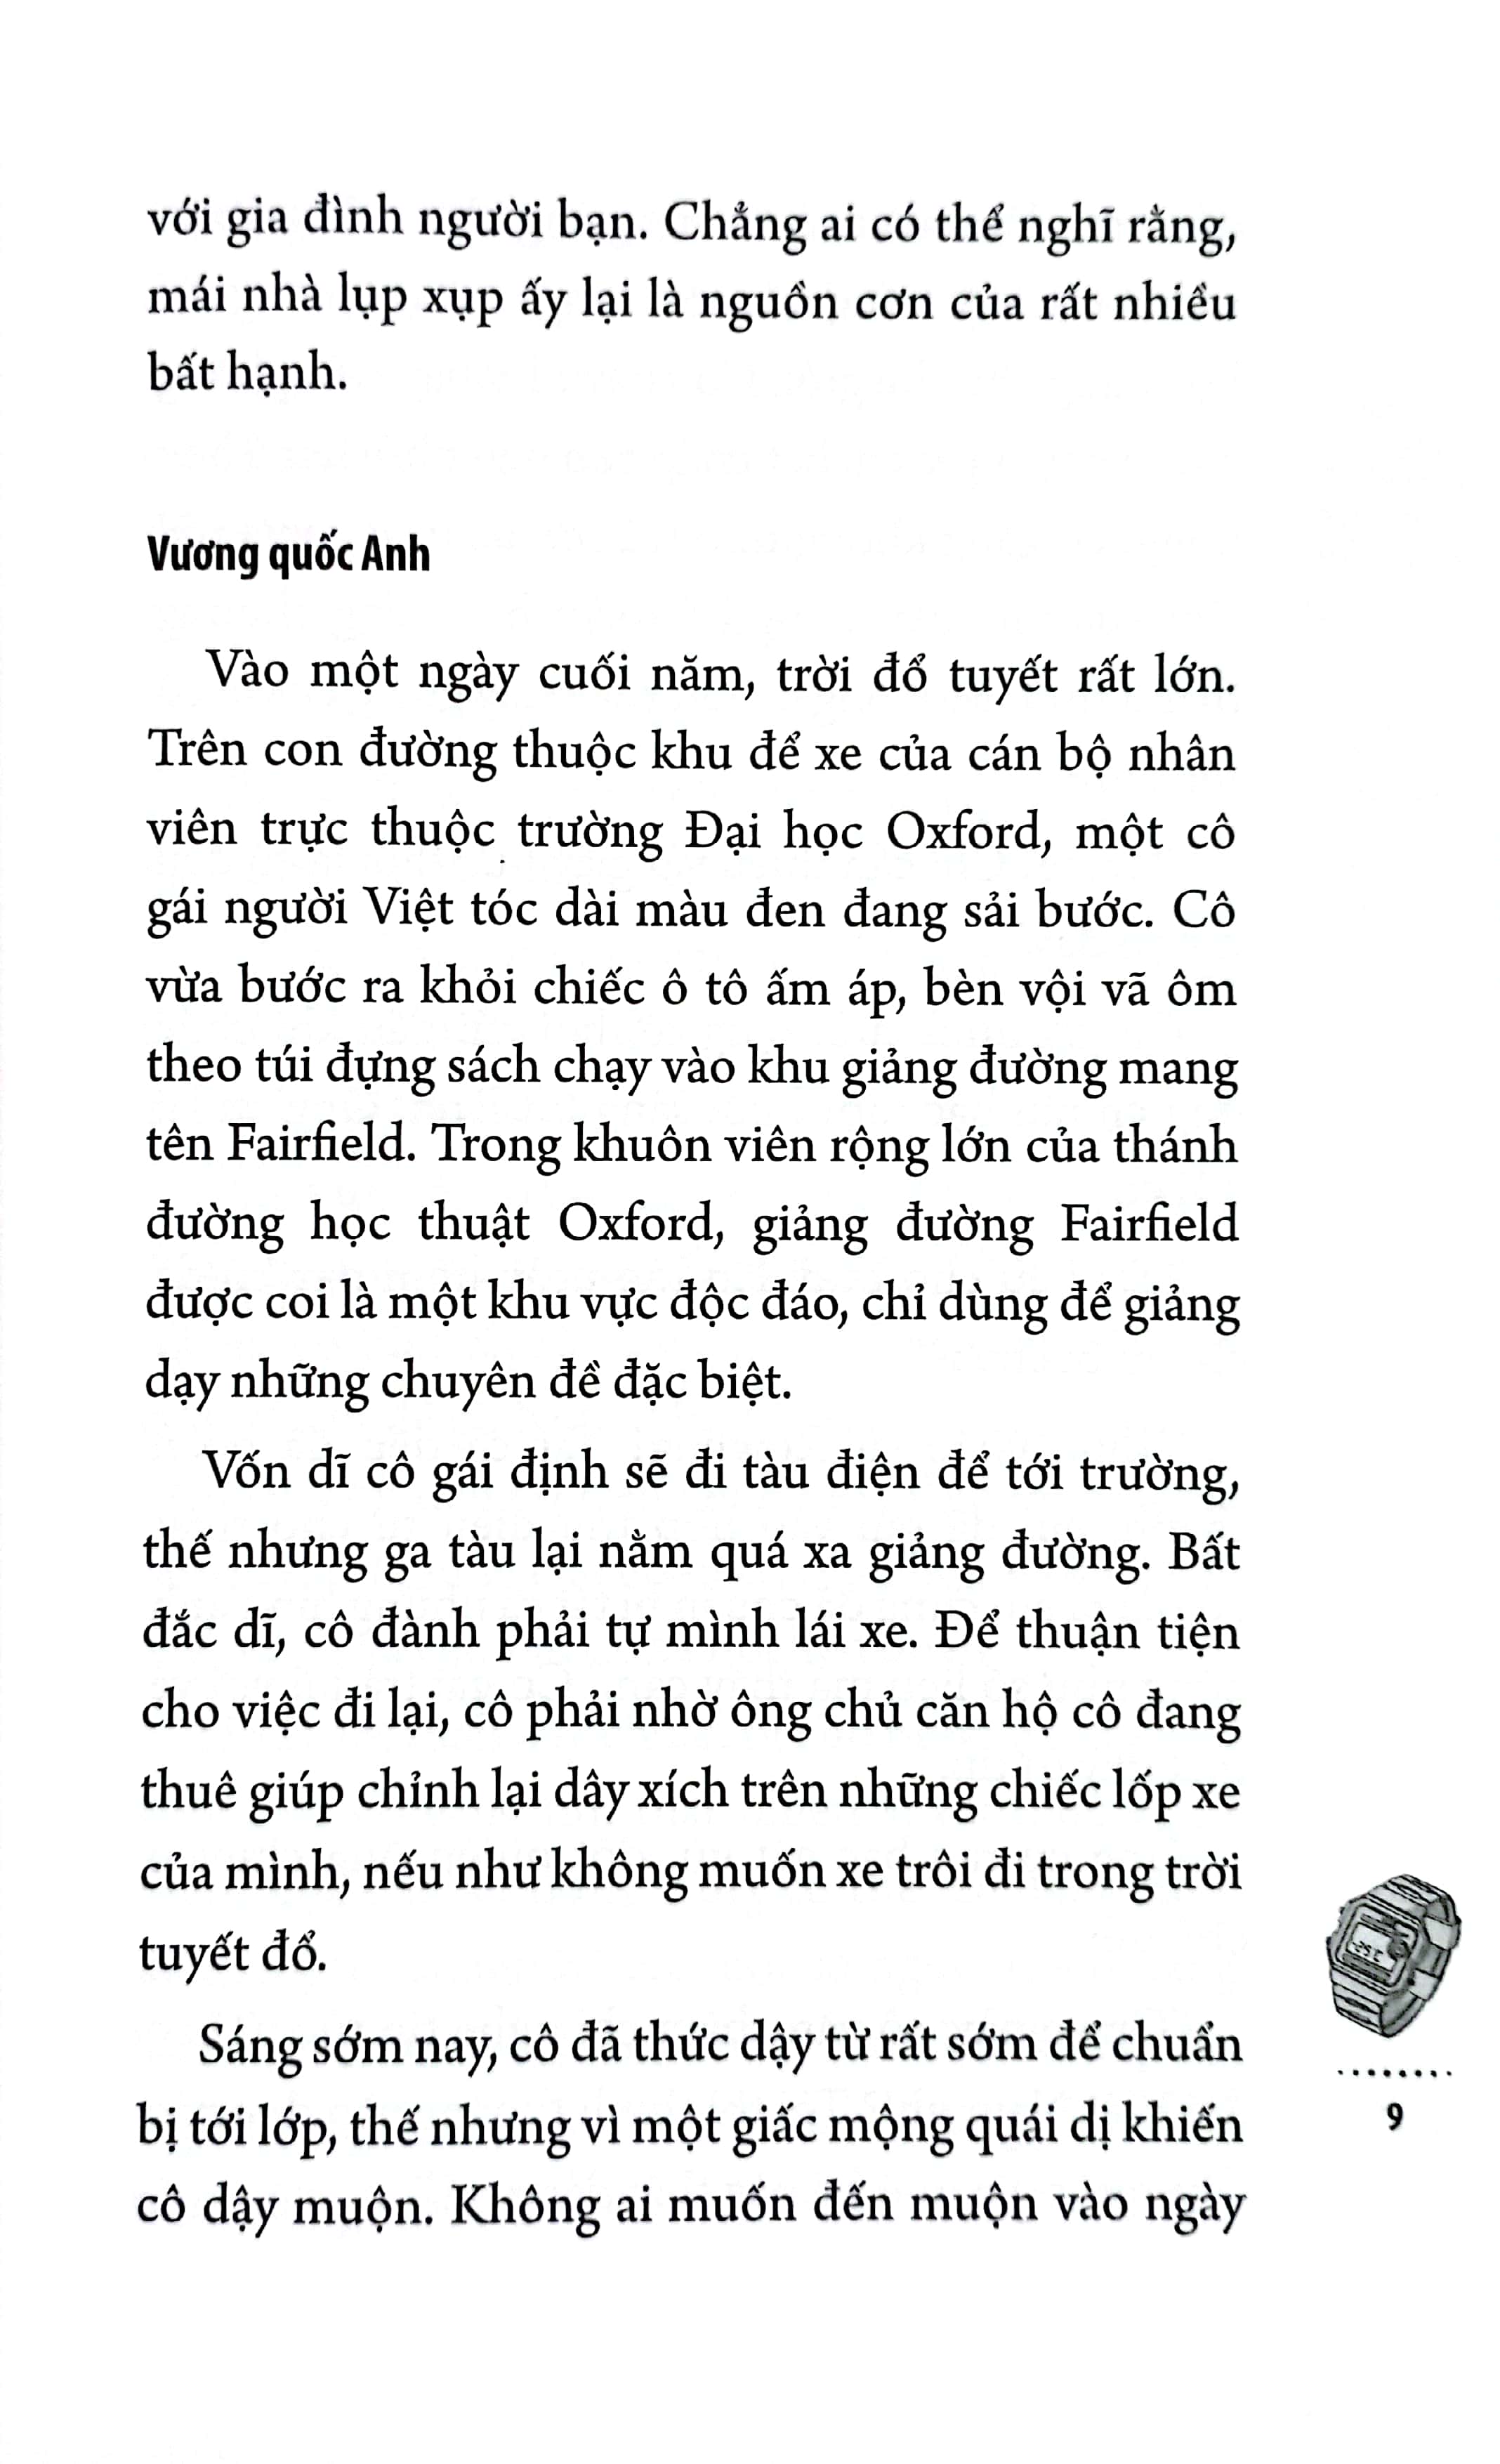 với gia đình người bạn. Chẳng ai có thể nghĩ rằng,
mái nhà lụp xụp ấy lại là nguồn cơn của rất nhiều
bất hạnh.
Vương quốc Anh
Vào một ngày cuối năm, trời đổ tuyết rất lớn.
Trên con đường thuộc khu để xe của cán bộ nhân
viên trực thuộc trường Đại học Oxford, một cô
gái người Việt tóc dài màu đen đang sải bước. Cô
vừa bước ra khỏi chiếc ô tô ấm áp, bèn vội vã ôm
theo túi đựng sách chạy vào khu giảng đường mang
tên Fairfield. Trong khuôn viên rộng lớn của thánh
đường học thuật Oxford, giảng đường Fairfield
được coi là một khu vực độc đáo, chỉ dùng để giảng
dạy những chuyên đề đặc biệt.
Vốn dĩ cô gái định sẽ đi tàu điện để tới trường,
thế nhưng ga tàu lại nằm quá xa giảng đường. Bất
đắc dĩ, cô đành phải tự mình lái xe. Để thuận tiện
cho việc đi lại, cô phải nhờ ông chủ căn hộ cô đang
thuê giúp chỉnh lại dây xích trên những chiếc lốp xe
của mình, nếu như không muốn xe trôi đi trong trời
tuyết đổ.
Sáng sớm nay, cô đã thức dậy từ rất sớm để chuẩn
bị tới lớp, thế nhưng vì một giấc mộng quái dị khiến
cô dậy muộn. Không ai muốn đến muộn vào ngày
9